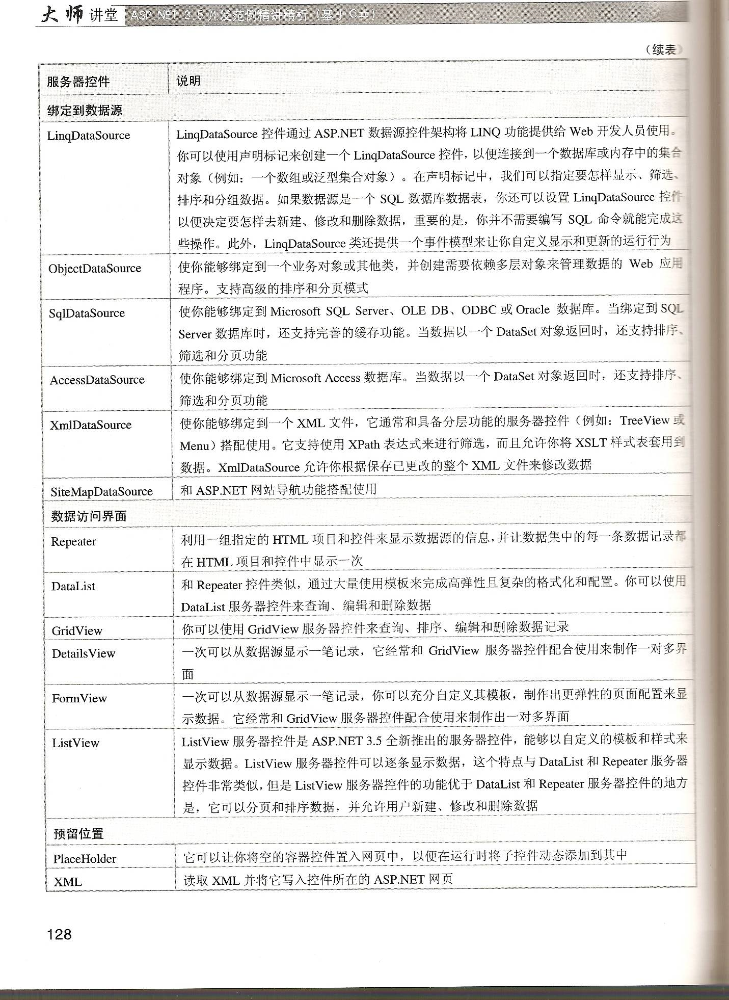 大师 讲堂 ASP.NET 3.5 开发范例精讲精析（基于C#）
（续表）
服务器控件 说明
绑定到数据源
LinqDataSource LinqDataSource 控件通过 ASP.NET 数据源控件架构将 LINQ 功能提供给 Web 开发人员使用。
你可以使用声明标记来创建一个 LinqDataSource 控件，以便连接到一个数据库或内存中的集合
对象（例如：一个数组或泛型集合对象）。在声明标记中，我们可以指定要怎样显示、筛选、
排序和分组数据。如果数据源是一个 SQL 数据库数据表，你还可以设置 LinqDataSource 控件
以便决定要怎样去新建、修改和删除数据，重要的是，你并不需要编写 SQL 命令就能完成这
些操作。此外，LinqDataSource 类还提供一个事件模型来让你自定义显示和更新的运行行为
ObjectDataSource 使你能够绑定到一个业务对象或其他类，并创建需要依赖多层对象来管理数据的 Web 应用
程序。支持高级的排序和分页模式
SqlDataSource 使你能够绑定到 Microsoft SQL Server、OLE DB、ODBC 或 Oracle 数据库。当绑定到 SQL
Server 数据库时，还支持完善的缓存功能。当数据以一个 DataSet 对象返回时，还支持排序、
筛选和分页功能
AccessDataSource 使你能够绑定到 Microsoft Access 数据库。当数据以一个 DataSet 对象返回时，还支持排序、
筛选和分页功能
XmlDataSource 使你能够绑定到一个 XML 文件，它通常和具备分层功能的服务器控件（例如：TreeView 或
Menu）搭配使用。它支持使用 XPath 表达式来进行筛选，而且允许你将 XSLT 样式表套用到
数据。XmlDataSource 允许你根据保存已更改的整个 XML 文件来修改数据
SiteMapDataSource 和 ASP.NET 网站导航功能搭配使用
数据访问界面
Repeater 利用一组指定的 HTML 项目和控件来显示数据源的信息，并让数据集中的每一条数据记录都
在 HTML 项目和控件中显示一次
DataList 和 Repeater 控件类似，通过大量使用模板来完成高弹性且复杂的格式化和配置。你可以使用
DataList 服务器控件来查询、编辑和删除数据
GridView 你可以使用 GridView 服务器控件来查询、排序、编辑和删除数据记录
DetailsView 一次可以从数据源显示一笔记录，它经常和 GridView 服务器控件配合使用来制作一对多界
面
FormView 一次可以从数据源显示一笔记录，你可以充分自定义其模板，制作出更弹性的页面配置来显
示数据。它经常和 GridView 服务器控件配合使用来制作出一对多界面
ListView ListView 服务器控件是 ASP.NET 3.5 全新推出的服务器控件，能够以自定义的模板和样式来
显示数据。ListView 服务器控件可以逐条显示数据，这个特点与 DataList 和 Repeater 服务器
控件非常类似，但是 ListView 服务器控件的功能优于 DataList 和 Repeater 服务器控件的地方
是，它可以分页和排序数据，并允许用户新建、修改和删除数据
预留位置
PlaceHolder 它可以让你将空的容器控件置入网页中，以便在运行时将子控件动态添加到其中
XML 读取 XML 并将它写入控件所在的 ASP.NET 网页
128